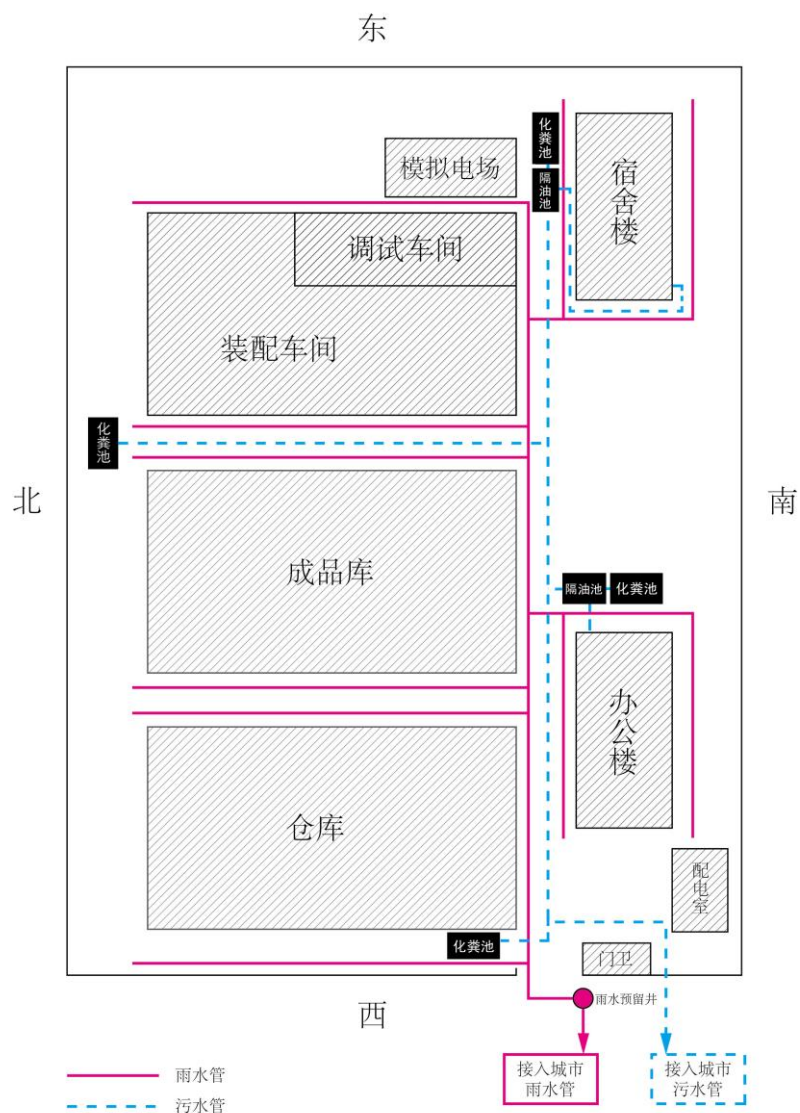 东
化粪池
隔油池
模拟电场
宿舍楼
调试车间
装配车间
化粪池
北
南
成品库
隔油池
化粪池
办公楼
仓库
配电室
化粪池
门卫
雨水预留井
西
接入城市
雨水管
接入城市
污水管
雨水管
污水管